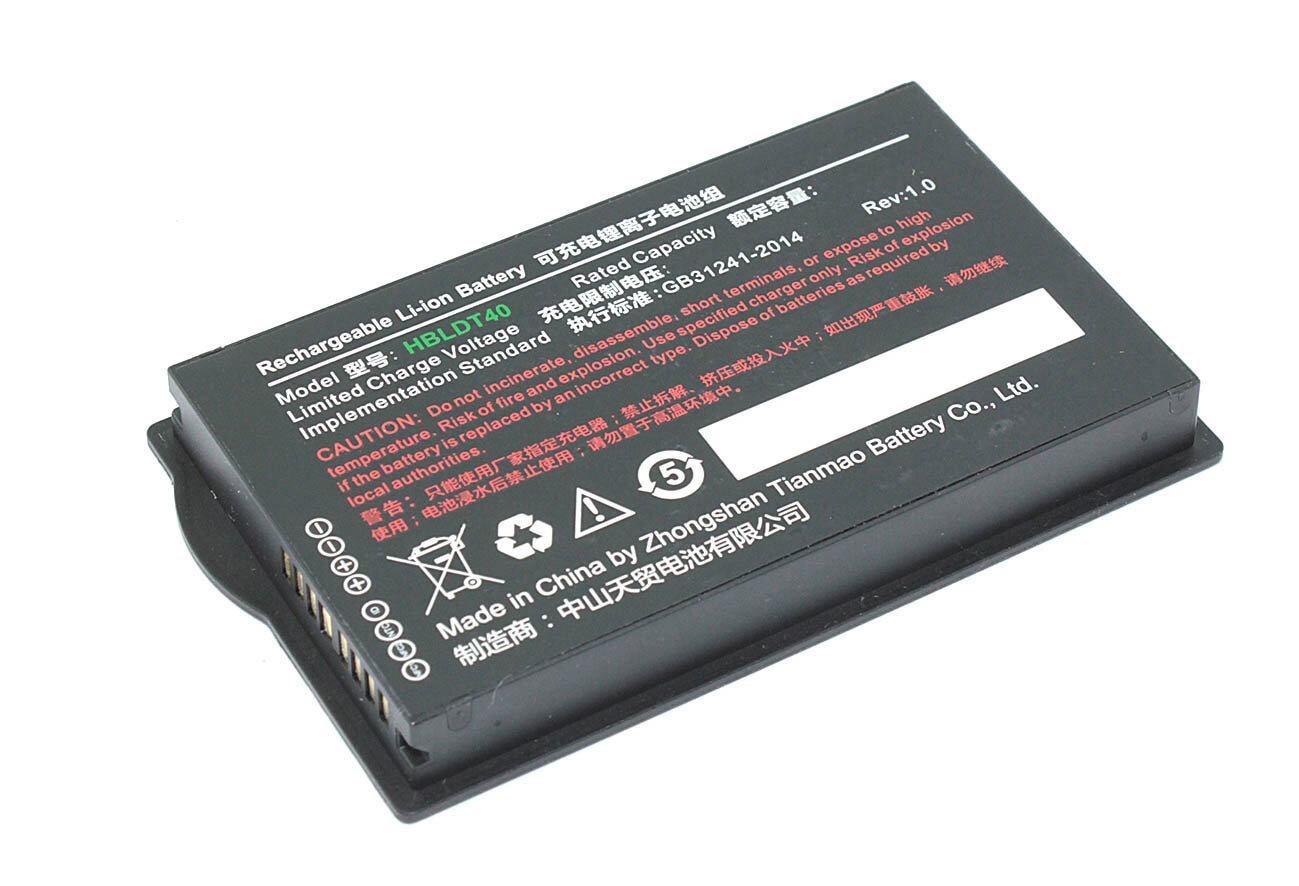 Rechargeable Li-ion Battery 可充电锂离子电池组
Model 型号: HBLDT40 Rated Capacity 额定容量:
Limited Charge Voltage 充电限制电压:
Implementation Standard 执行标准: GB31241-2014 Rev:1.0
CAUTION: Do not incinerate, disassemble, short terminals, or expose to high
temperature. Risk of fire and explosion. Use specified charger only. Risk of explosion
if the battery is replaced by an incorrect type. Dispose of batteries as required by
local authorities.
警告: 只能使用厂家指定充电器；禁止拆解、挤压或投入火中；如出现严重鼓胀，请勿继续
使用；电池浸水后禁止使用；请勿置于高温环境中。
5
Made in China by Zhongshan Tianmao Battery Co., Ltd.
制造商：中山天贸电池有限公司